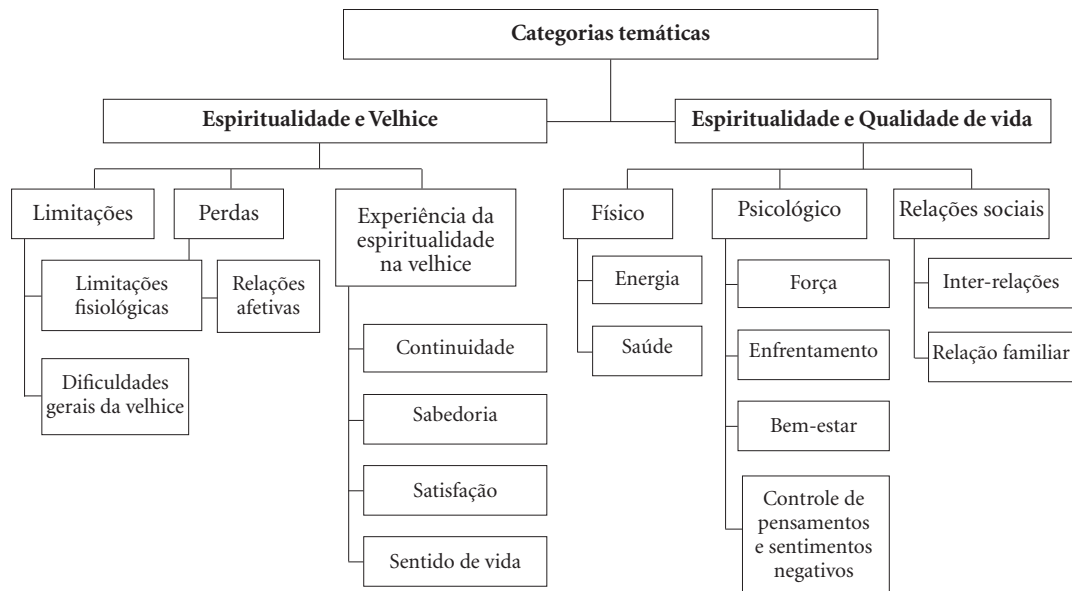 Categorias temáticas
Espiritualidade e Velhice
Espiritualidade e Qualidade de vida
Limitações
Perdas
Experiência da
espiritualidade
na velhice
Físico
Psicológico
Relações sociais
Limitações
fisiológicas
Dificuldades
gerais da velhice
Relações
afetivas
Continuidade
Sabedoria
Satisfação
Sentido de vida
Energia
Saúde
Força
Enfrentamento
Bem-estar
Controle de
pensamentos
e sentimentos
negativos
Inter-relações
Relação familiar